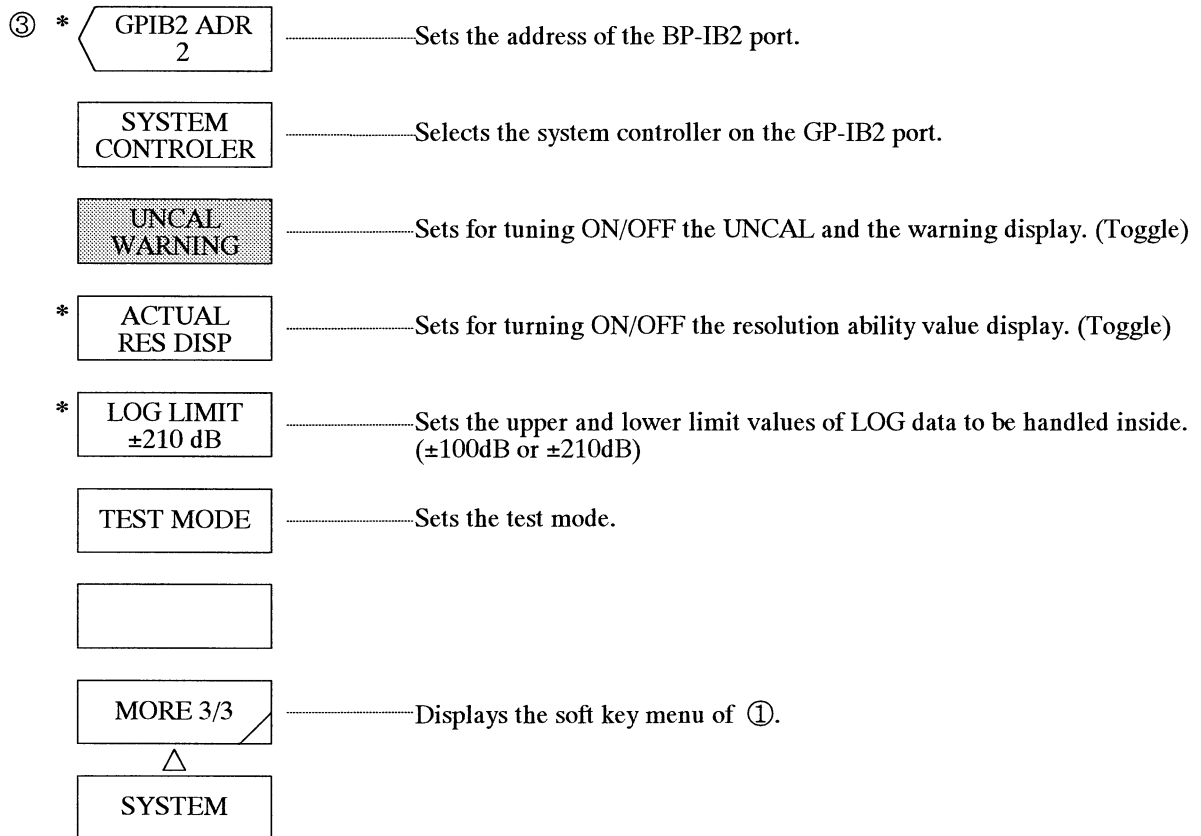 ③ * GPIB2 ADR
2
Sets the address of the BP-IB2 port.
SYSTEM
CONTROLER
Selects the system controller on the GP-IB2 port.
UNCAL
WARNING
Sets for tuning ON/OFF the UNCAL and the warning display. (Toggle)
* ACTUAL
RES DISP
Sets for turning ON/OFF the resolution ability value display. (Toggle)
* LOG LIMIT
±210 dB
Sets the upper and lower limit values of LOG data to be handled inside.
(±100dB or ±210dB)
TEST MODE
Sets the test mode.
MORE 3/3
Displays the soft key menu of ①.
SYSTEM